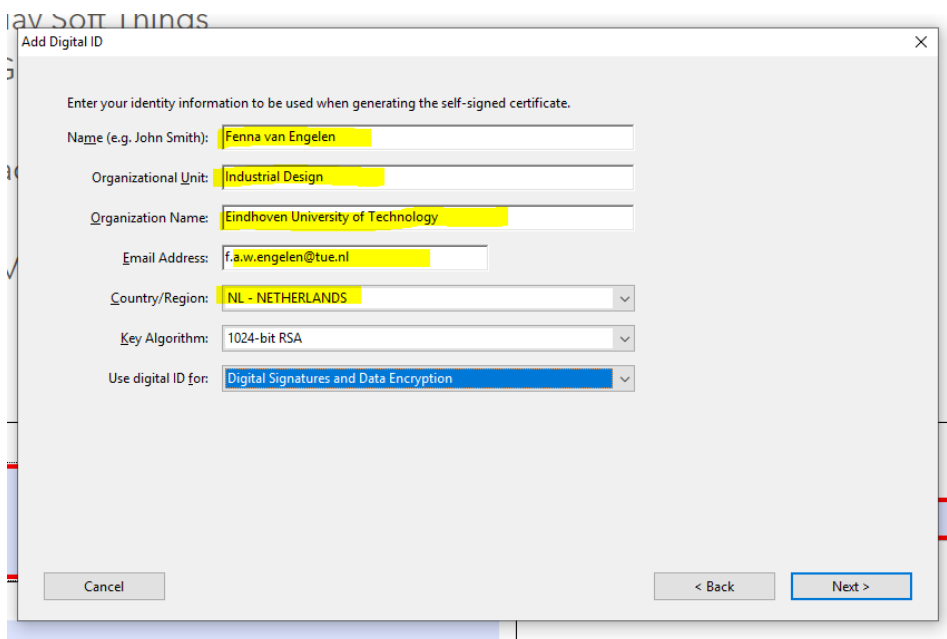 lay Soft Things
Add Digital ID
Enter your identity information to be used when generating the self-signed certificate.
Name (e.g. John Smith): Fenna van Engelen
Organizational Unit: Industrial Design
Organization Name: Eindhoven University of Technology
Email Address: f.a.w.engelen@tue.nl
Country/Region: NL - NETHERLANDS
Key Algorithm: 1024-bit RSA
Use digital ID for: Digital Signatures and Data Encryption
Cancel < Back Next >